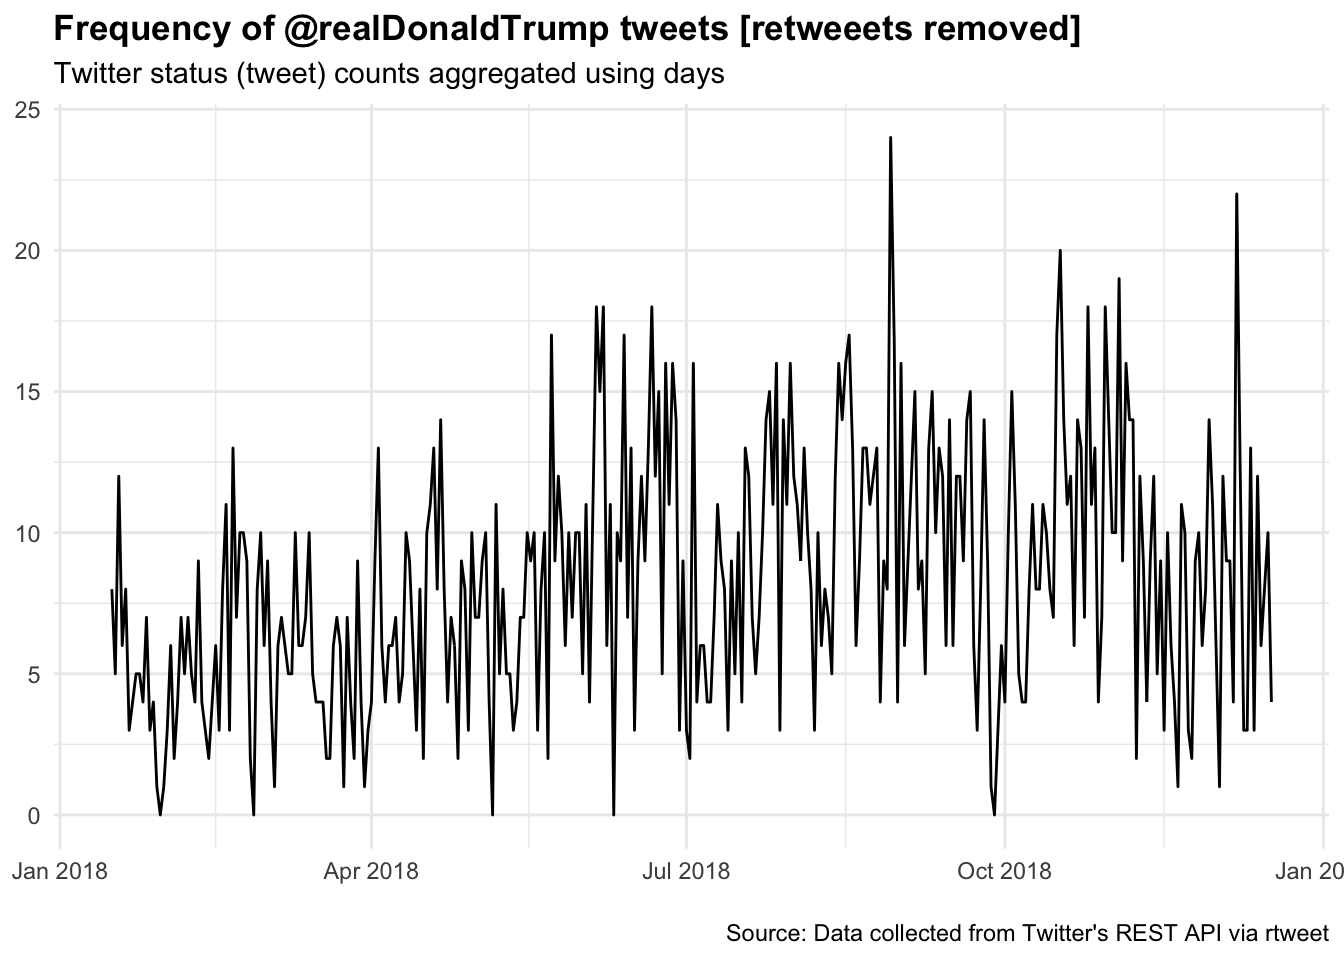 Frequency of @realDonaldTrump tweets [retweeets removed]
Twitter status (tweet) counts aggregated using days
25
20
15
10
5
0
Jan 2018 Apr 2018 Jul 2018 Oct 2018 Jan 20
Source: Data collected from Twitter's REST API via rtweet